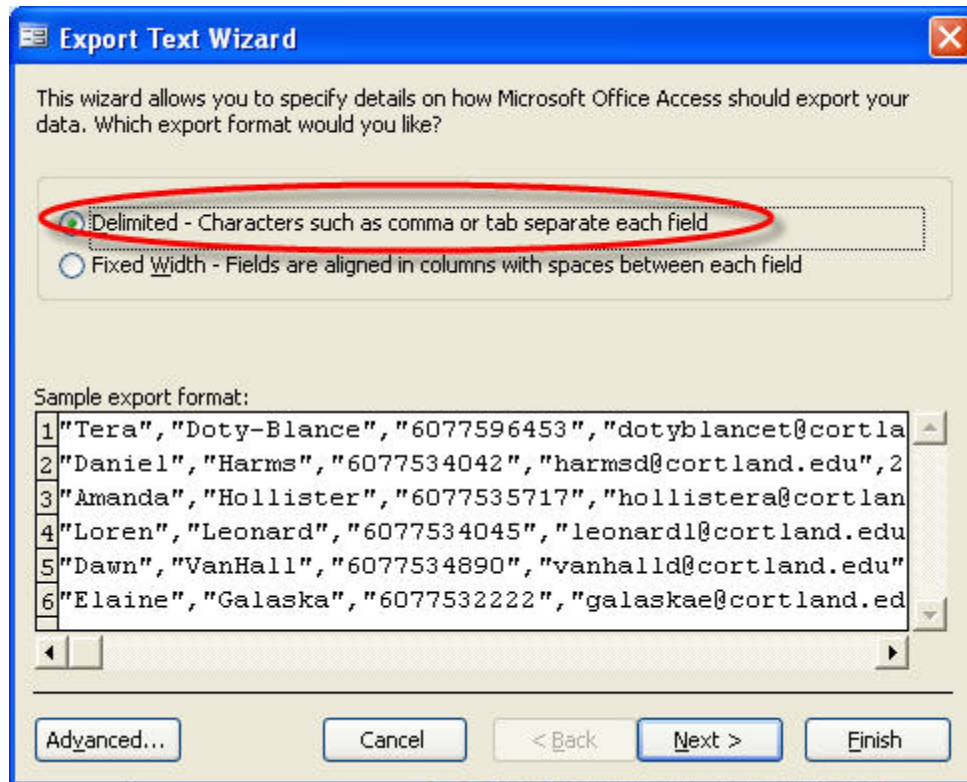 Export Text Wizard
This wizard allows you to specify details on how Microsoft Office Access should export your
data. Which export format would you like?
Delimited - Characters such as comma or tab separate each field
Fixed Width - Fields are aligned in columns with spaces between each field
Sample export format:
1 "Tera","Doty-Blance","6077596453","dotyblancet@cortla
2 "Daniel","Harms","6077534042","harmsd@cortland.edu",2
3 "Amanda","Hollister","6077535717","hollistera@cortlan
4 "Loren","Leonard","6077534045","leonardl@cortland.edu
5 "Dawn","VanHall","6077534890","vanhalld@cortland.edu"
6 "Elaine","Galaska","6077532222","galaskae@cortland.ed
Advanced... Cancel < Back Next > Finish